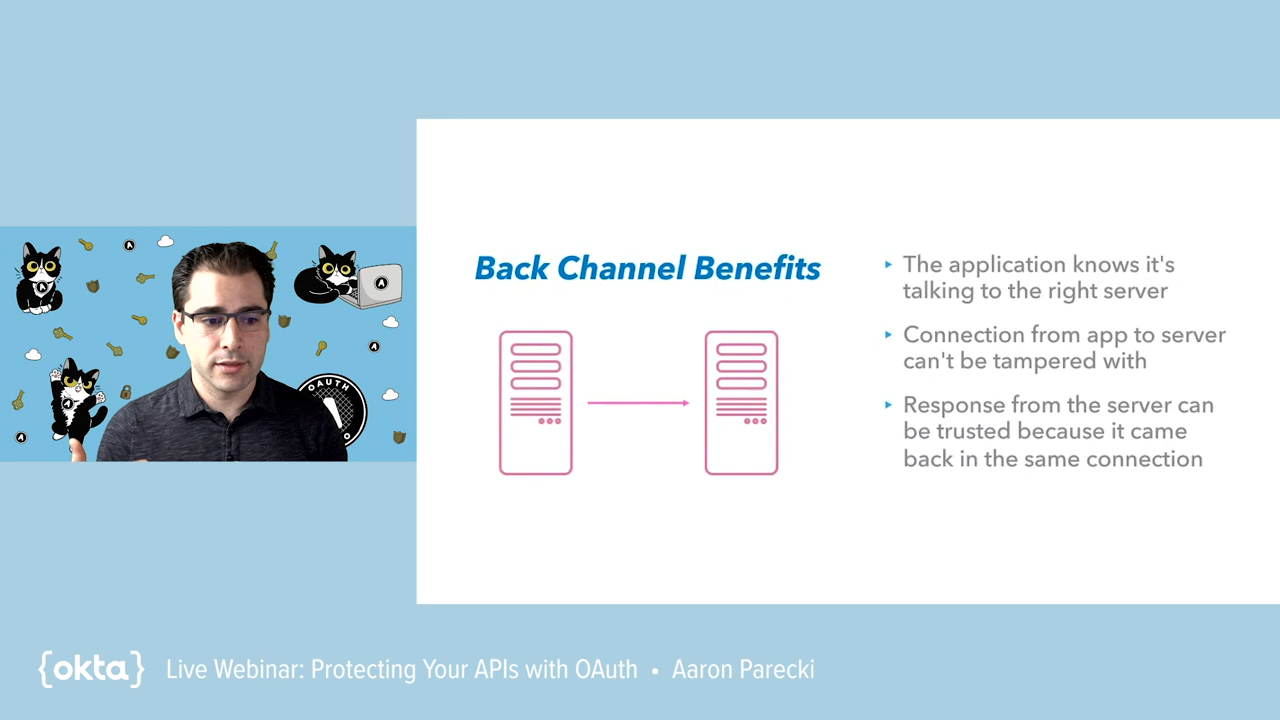 Back Channel Benefits
The application knows it's
talking to the right server
Connection from app to server
can't be tampered with
Response from the server can
be trusted because it came
back in the same connection
OAUTH
{okta} Live Webinar: Protecting Your APIs with OAuth • Aaron Parecki